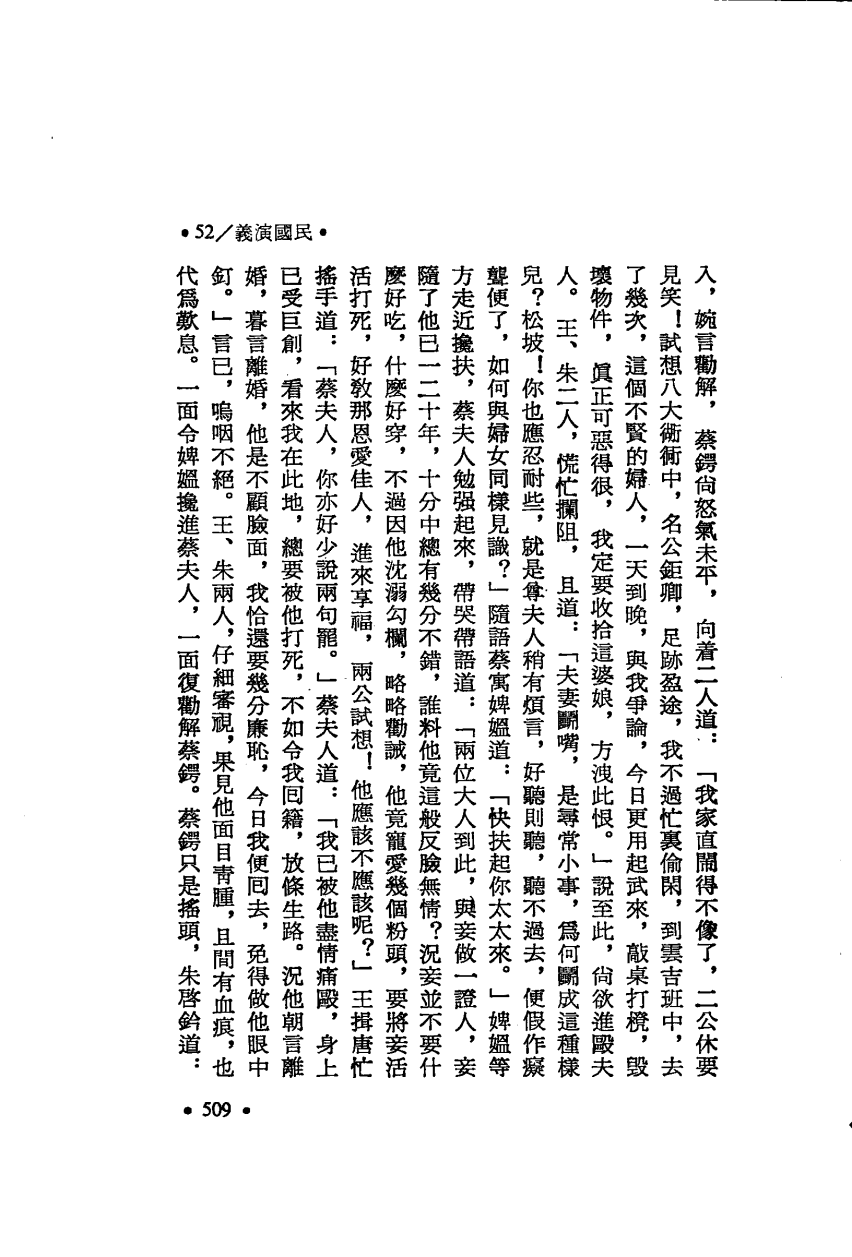 •52/義演國民•
入，婉言勸解，蔡鍔尙怒氣未平，向着二人道：「我家直鬧得不像了，二公休要
見笑！試想八大衚衕中，名公鉅卿，足跡盈途，我不過忙裏偷閑，到雲吉班中，去
了幾次，這個不賢的婦人，一天到晚，與我爭論，今日更用起武來，敲桌打櫈，毀
壞物件，眞正可惡得很，我定要收拾這婆娘，方洩此恨。」說至此，尙欲進毆夫
人。王、朱二人，慌忙攔阻，且道：「夫妻鬭嘴，是尋常小事，爲何鬭成這種樣
兒？松坡！你也應忍耐些，就是尊夫人稍有煩言，好聽則聽，聽不過去，便假作癡
聾便了，如何與婦女同樣見識？」隨語蔡寓婢媼道：「快扶起你太太來。」婢媼等
方走近攙扶，蔡夫人勉强起來，帶哭帶語道：「兩位大人到此，與妾做一證人，妾
隨了他已一二十年，十分中總有幾分不錯，誰料他竟這般反臉無情？況妾並不要什
麼好吃，什麼好穿，不過因他沈溺勾欄，略略勸誡，他竟寵愛幾個粉頭，要將妾活
活打死，好敎那恩愛佳人，進來享福，兩公試想！他應該不應該呢？」王揖唐忙
搖手道：「蔡夫人，你亦好少說兩句罷。」蔡夫人道：「我已被他盡情痛毆，身上
已受巨創，看來我在此地，總要被他打死，不如令我回籍，放條生路。況他朝言離
婚，暮言離婚，他是不顧臉面，我恰還要幾分廉恥，今日我便回去，免得做他眼中
釘。」言已，嗚咽不絕。王、朱兩人，仔細審視，果見他面目靑腫，且間有血痕，也
代爲歎息。一面令婢媼攙進蔡夫人，一面復勸解蔡鍔。蔡鍔只是搖頭，朱啓鈐道：
•509•